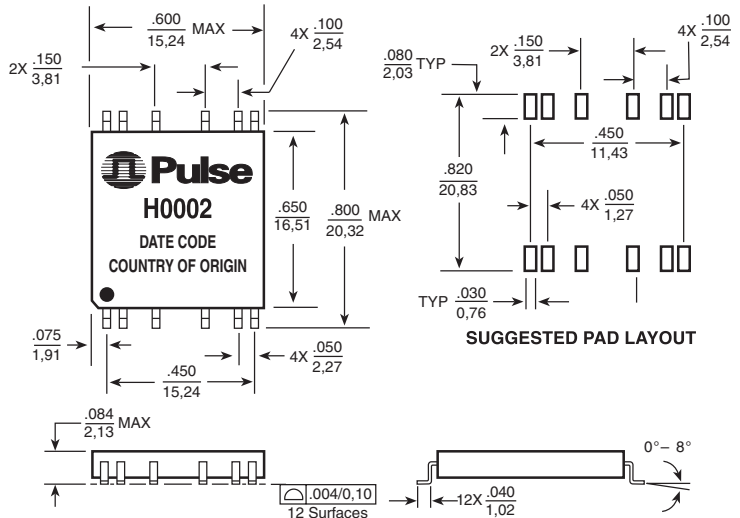 .600
15,24
MAX
4X .100
2,54
2X .150
3,81
Pulse
H0002
DATE CODE
COUNTRY OF ORIGIN
.650
16,51
.800
20,32
MAX
.075
1,91
.450
15,24
4X .050
2,27
.080
2,03
TYP
2X .150
3,81
4X .100
2,54
.450
11,43
.820
20,83
4X .050
1,27
TYP .030
0,76
SUGGESTED PAD LAYOUT
.084
2,13
MAX
.004/0,10
12 Surfaces
12X .040
1,02
0°– 8°